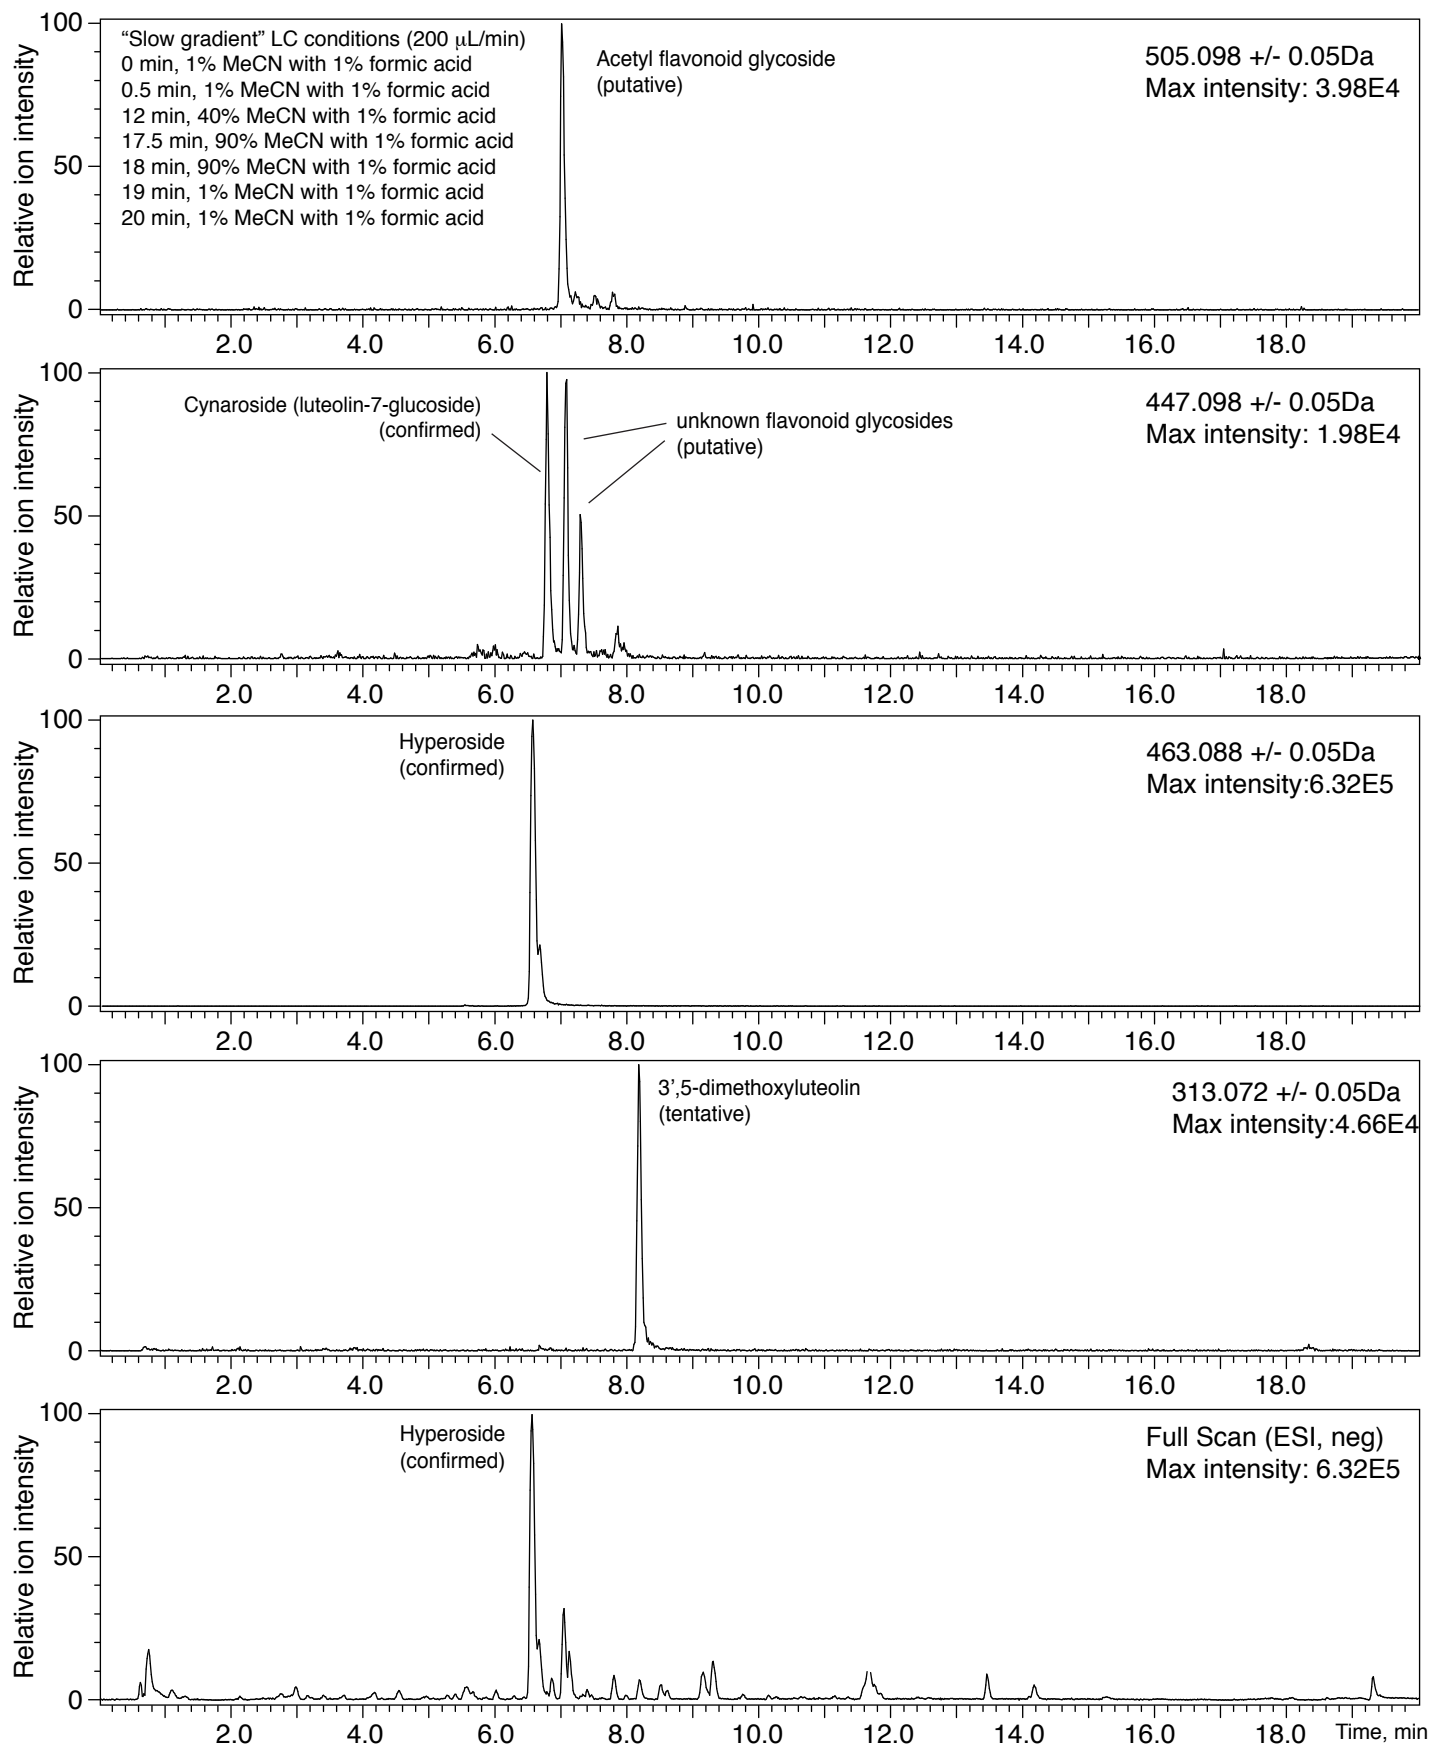 100
50
0
Relative ion intensity
“Slow gradient” LC conditions (200 μL/min)
0 min, 1% MeCN with 1% formic acid
0.5 min, 1% MeCN with 1% formic acid
12 min, 40% MeCN with 1% formic acid
17.5 min, 90% MeCN with 1% formic acid
18 min, 90% MeCN with 1% formic acid
19 min, 1% MeCN with 1% formic acid
20 min, 1% MeCN with 1% formic acid
Acetyl flavonoid glycoside
(putative)
505.098 +/- 0.05Da
Max intensity: 3.98E4
2.0 4.0 6.0 8.0 10.0 12.0 14.0 16.0 18.0
100
50
0
Relative ion intensity
Cynaroside (luteolin-7-glucoside)
(confirmed)
unknown flavonoid glycosides
(putative)
447.098 +/- 0.05Da
Max intensity: 1.98E4
2.0 4.0 6.0 8.0 10.0 12.0 14.0 16.0 18.0
100
50
0
Relative ion intensity
Hyperoside
(confirmed)
463.088 +/- 0.05Da
Max intensity:6.32E5
2.0 4.0 6.0 8.0 10.0 12.0 14.0 16.0 18.0
100
50
0
Relative ion intensity
3’,5-dimethoxyluteolin
(tentative)
313.072 +/- 0.05Da
Max intensity:4.66E4
2.0 4.0 6.0 8.0 10.0 12.0 14.0 16.0 18.0
100
50
0
Relative ion intensity
Hyperoside
(confirmed)
Full Scan (ESI, neg)
Max intensity: 6.32E5
2.0 4.0 6.0 8.0 10.0 12.0 14.0 16.0 18.0 Time, min